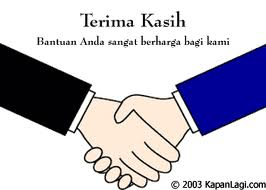 Terima Kasih
Bantuan Anda sangat berharga bagi kami
© 2003 KapanLagi.com